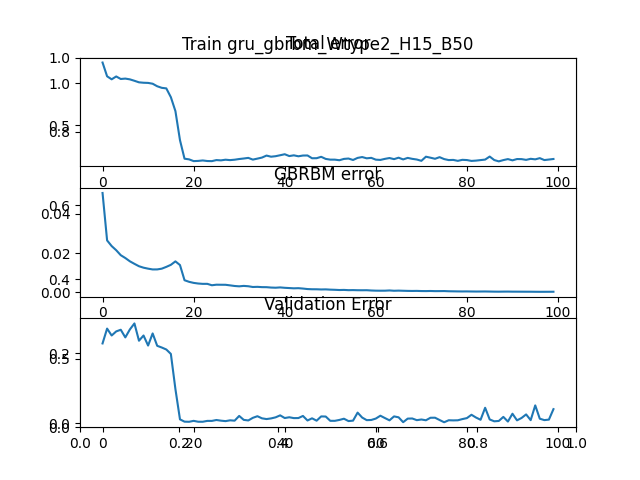 Train gru_gbrbm_Wtype2_H15_B50
Total error
1.0
1.0
0.5
0.8
0 20 40 60 80 100
GBRBM error
0.6
0.04
0.02
0.4
0.00
0 20 40 60 80 100
Validation Error
0.2
0.5
0.0
0.0
0.0 0 0.2 20 0.4 40 0.6 60 80 0.8 100 1.0